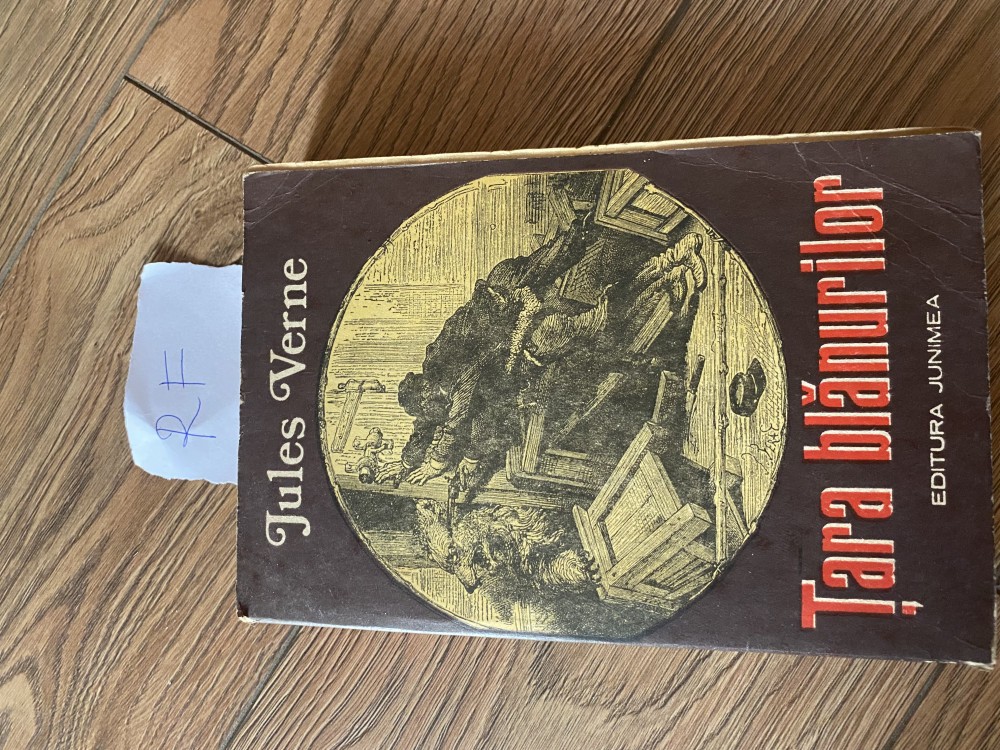 RF
Jules Verne
Țara blănurilor
EDITURA JUNIMEA